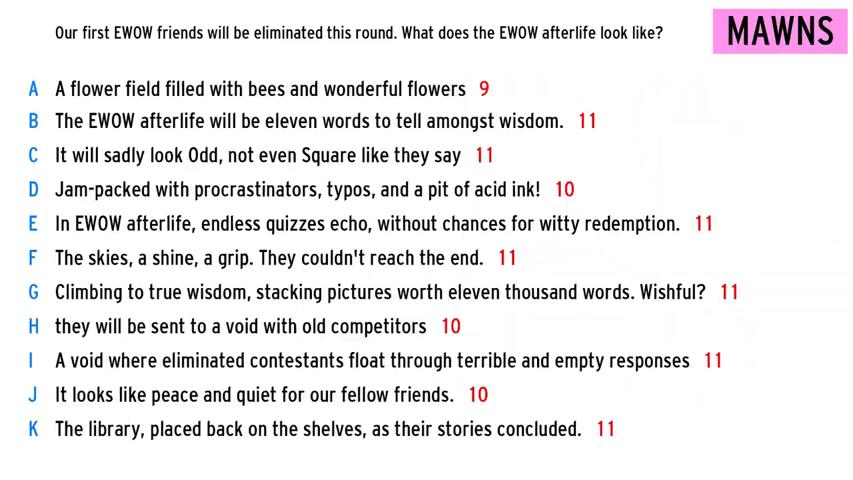 Our first EWOW friends will be eliminated this round. What does the EWOW afterlife look like?
MAWNS
A A flower field filled with bees and wonderful flowers 9
B The EWOW afterlife will be eleven words to tell amongst wisdom. 11
C It will sadly look Odd, not even Square like they say 11
D Jam-packed with procrastinators, typos, and a pit of acid ink! 10
E In EWOW afterlife, endless quizzes echo, without chances for witty redemption. 11
F The skies, a shine, a grip. They couldn't reach the end. 11
G Climbing to true wisdom, stacking pictures worth eleven thousand words. Wishful? 11
H they will be sent to a void with old competitors 10
I A void where eliminated contestants float through terrible and empty responses 11
J It looks like peace and quiet for our fellow friends. 10
K The library, placed back on the shelves, as their stories concluded. 11